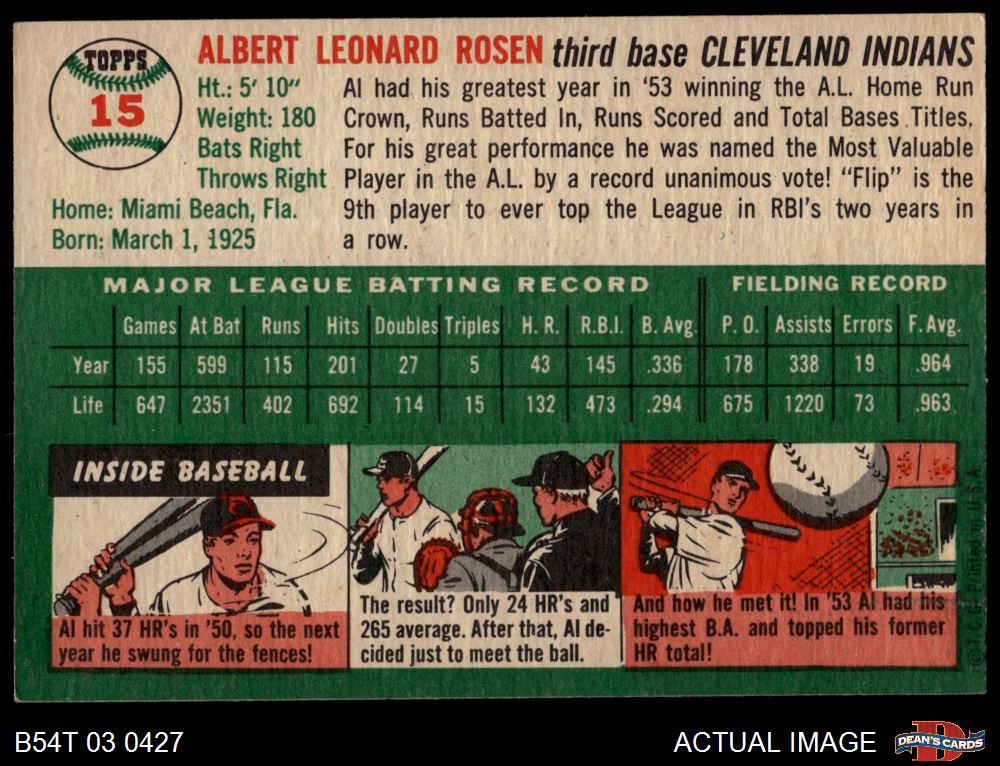 TOPPS
15
ALBERT LEONARD ROSEN third base CLEVELAND INDIANS
Ht.: 5' 10"
Weight: 180
Bats Right
Throws Right
Home: Miami Beach, Fla.
Born: March 1, 1925
Al had his greatest year in '53 winning the A.L. Home Run
Crown, Runs Batted In, Runs Scored and Total Bases Titles.
For his great performance he was named the Most Valuable
Player in the A.L. by a record unanimous vote! "Flip" is the
9th player to ever top the League in RBI's two years in
a row.
MAJOR LEAGUE BATTING RECORD FIELDING RECORD
Games At Bat Runs Hits Doubles Triples H. R. R.B.I. B. Avg. P. O. Assists Errors F. Avg.
Year 155 599 115 201 27 5 43 145 .336 178 338 19 .964
Life 647 2351 402 692 114 15 132 473 .294 675 1220 73 .963
INSIDE BASEBALL
Al hit 37 HR's in '50, so the next
year he swung for the fences!
The result? Only 24 HR's and
265 average. After that, Al de-
cided just to meet the ball.
And how he met it! In '53 Al had his
highest B.A. and topped his former
HR total!
© T.C.G. Printed in U.S.A.
B54T 03 0427
ACTUAL IMAGE
DEAN'S CARDS